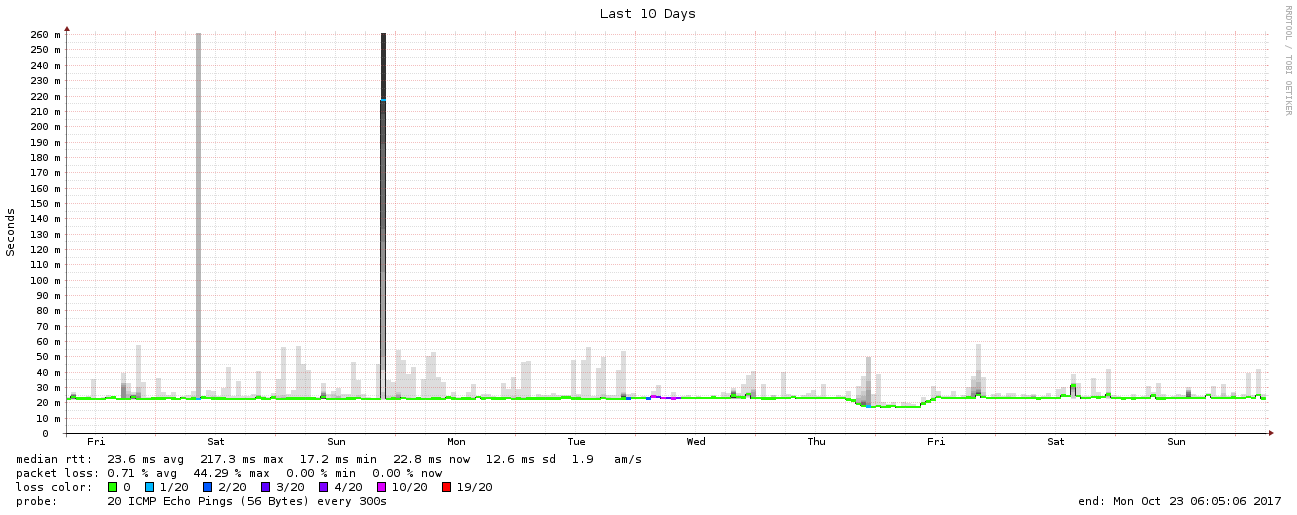 Last 10 Days
RRDTOOL / TOBI OETIKER
260 m
250 m
240 m
230 m
220 m
210 m
200 m
190 m
180 m
170 m
160 m
150 m
140 m
130 m
120 m
110 m
100 m
90 m
80 m
70 m
60 m
50 m
40 m
30 m
20 m
10 m
0
Seconds
Fri Sat Sun Mon Tue Wed Thu Fri Sat Sun
median rtt: 23.6 ms avg 217.3 ms max 17.2 ms min 22.8 ms now 12.6 ms sd 1.9 am/s
packet loss: 0.71 % avg 44.29 % max 0.00 % min 0.00 % now
loss color: 0 1/20 2/20 3/20 4/20 10/20 19/20
probe: 20 ICMP Echo Pings (56 Bytes) every 300s end: Mon Oct 23 06:05:06 2017